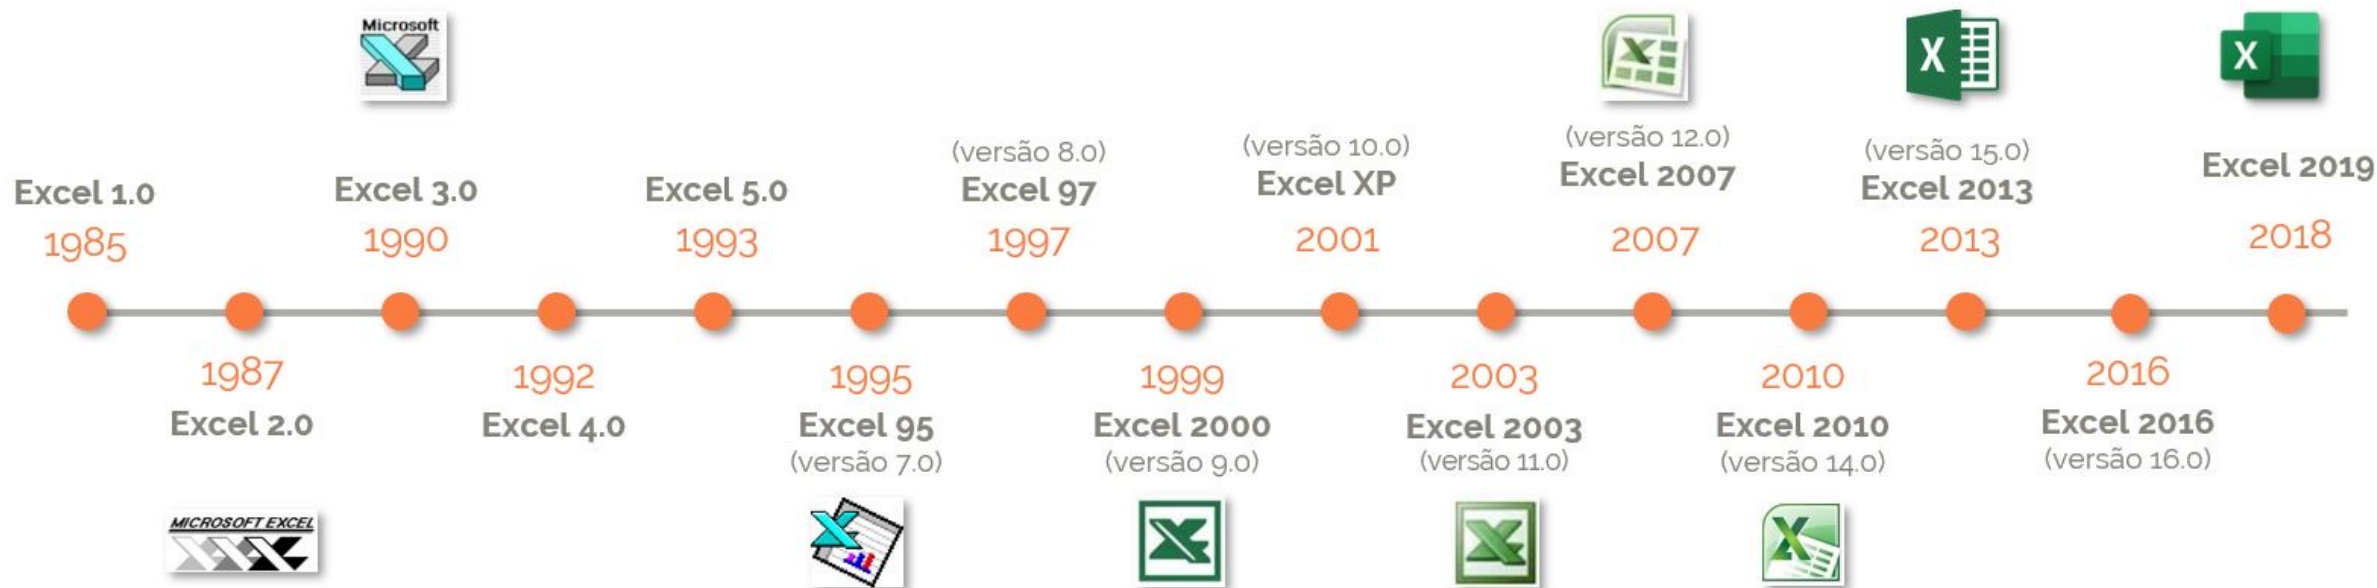 Microsoft
Excel 1.0
1985
1987
Excel 2.0
MICROSOFT EXCEL
Excel 3.0
1990
1992
Excel 4.0
Excel 5.0
1993
1995
Excel 95
(versão 7.0)
(versão 8.0)
Excel 97
1997
1999
Excel 2000
(versão 9.0)
(versão 10.0)
Excel XP
2001
2003
Excel 2003
(versão 11.0)
(versão 12.0)
Excel 2007
2007
2010
Excel 2010
(versão 14.0)
(versão 15.0)
Excel 2013
2013
2016
Excel 2016
(versão 16.0)
Excel 2019
2018